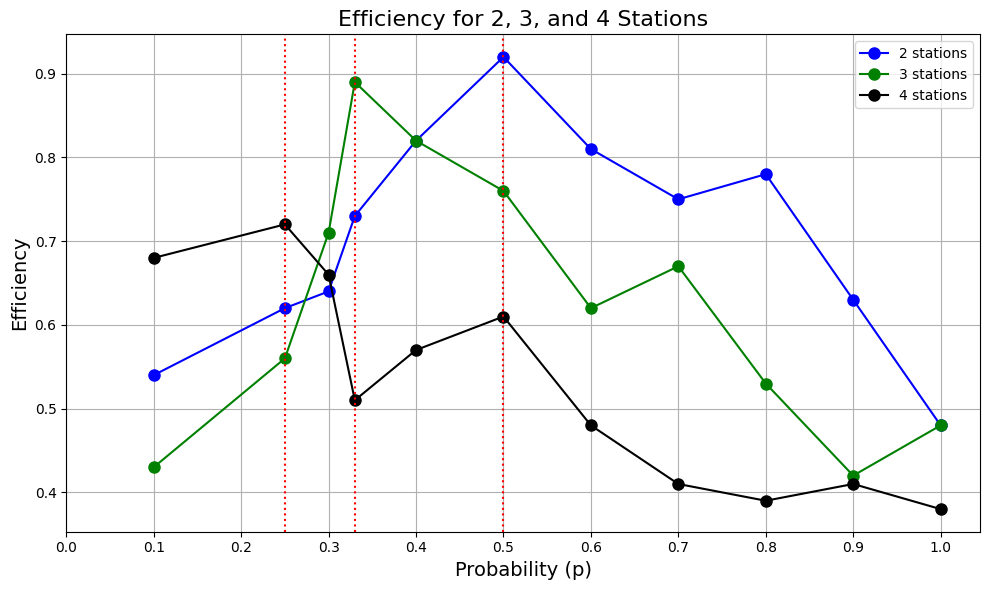 Efficiency for 2, 3, and 4 Stations
2 stations
3 stations
4 stations
Efficiency
0.9
0.8
0.7
0.6
0.5
0.4
0.0 0.1 0.2 0.3 0.4 0.5 0.6 0.7 0.8 0.9 1.0
Probability (p)